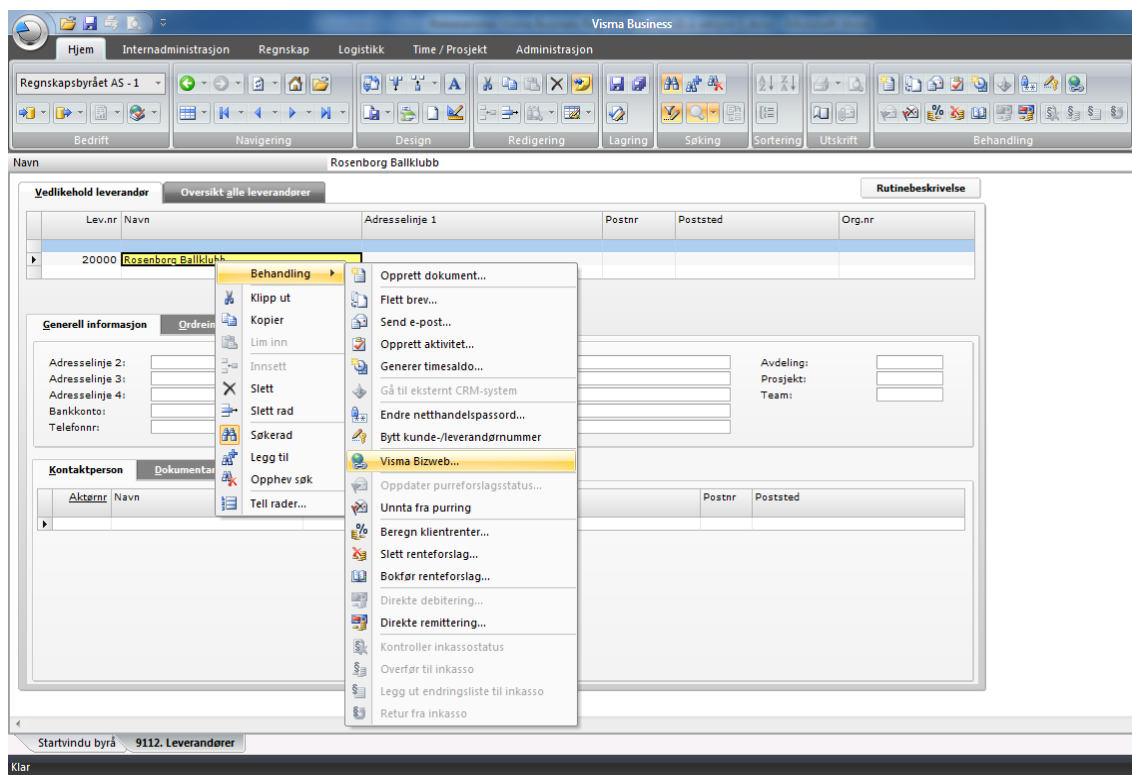 Visma Business
Hjem Internadministrasjon Regnskap Logistikk Time / Prosjekt Administrasjon
Regnskapsbyrået AS - 1
Bedrift Navigering Design Redigering Lagring Søking Sortering Utskrift Behandling
Navn Rosenborg Ballklubb
Vedlikehold leverandør Oversikt alle leverandører Rutinebeskrivelse
Lev.nr Navn Adresselinje 1 Postnr Poststed Org.nr
20000 Rosenborg Ballklubb
Behandling
Klipp ut
Kopier
Lim inn
Innsett
Slett
Slett rad
Søkerad
Legg til
Opphev søk
Tell rader...
Opprett dokument...
Flett brev...
Send e-post...
Opprett aktivitet...
Generer timesaldo...
Gå til eksternt CRM-system
Endre netthandelspassord...
Bytt kunde-/leverandørnummer
Visma Bizweb...
Oppdater purreforslagsstatus...
Unnta fra purring
Beregn klientrenter...
Slett renteforslag...
Bokfør renteforslag...
Direkte debitering...
Direkte remittering...
Kontroller inkassostatus
Overfør til inkasso
Legg ut endringsliste til inkasso
Retur fra inkasso
Generell informasjon
Adresselinje 2: Avdeling:
Adresselinje 3: Prosjekt:
Adresselinje 4: Team:
Bankkonto:
Telefonnr:
Kontaktperson
Aktørnr Navn Postnr Poststed
Startvindu byrå 9112. Leverandører
Klar